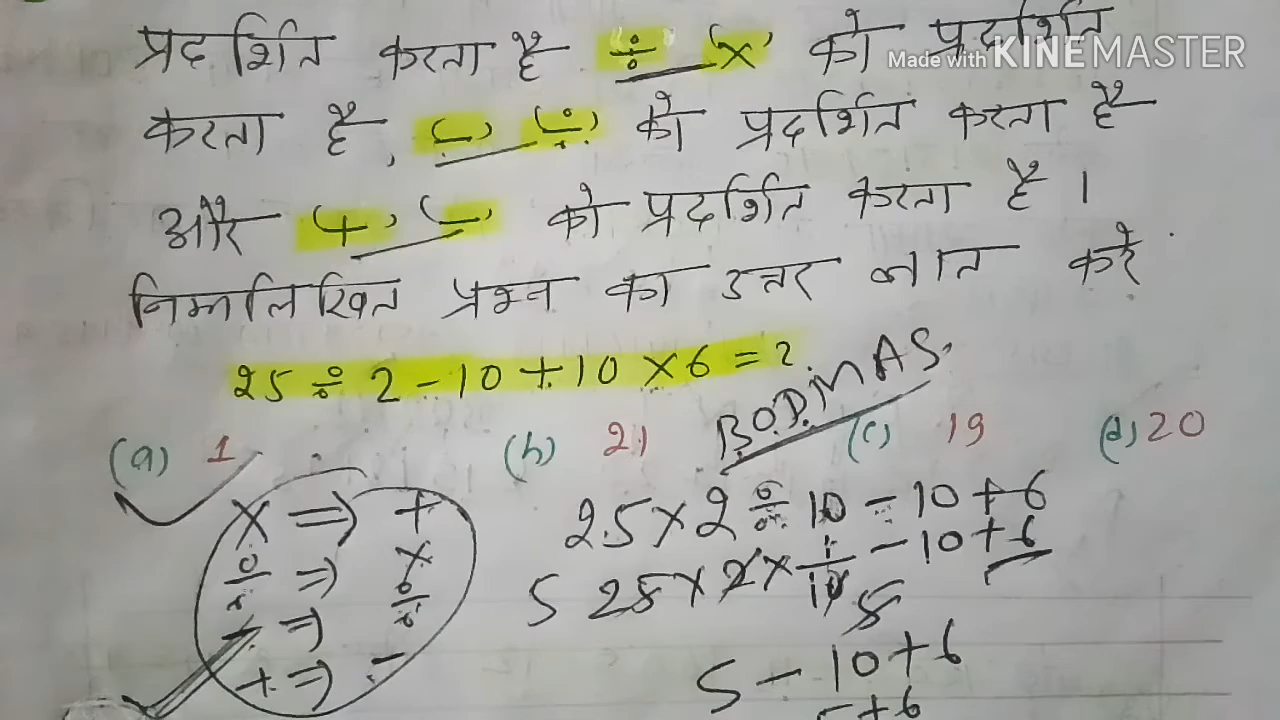 प्रदर्शित करता है ÷ 'x' को प्रदर्शित
Made with KINEMASTER
करता है, '-' '÷' को प्रदर्शित करता है
और '+' '-' को प्रदर्शित करता है ।
निम्नलिखित प्रश्न का उत्तर ज्ञात करे
25 ÷ 2 - 10 + 10 × 6 = ?
B.O.D.M.A.S.
(a) 1 (b) 21 (c) 19 (d) 20
x ⇒ +
÷ ⇒ x
- ⇒ ÷
+ ⇒ -
25 × 2 ÷ 10 - 10 + 6
5 25 × 2 × 1/10 - 10 + 6
5
5 - 10 + 6
+ 6